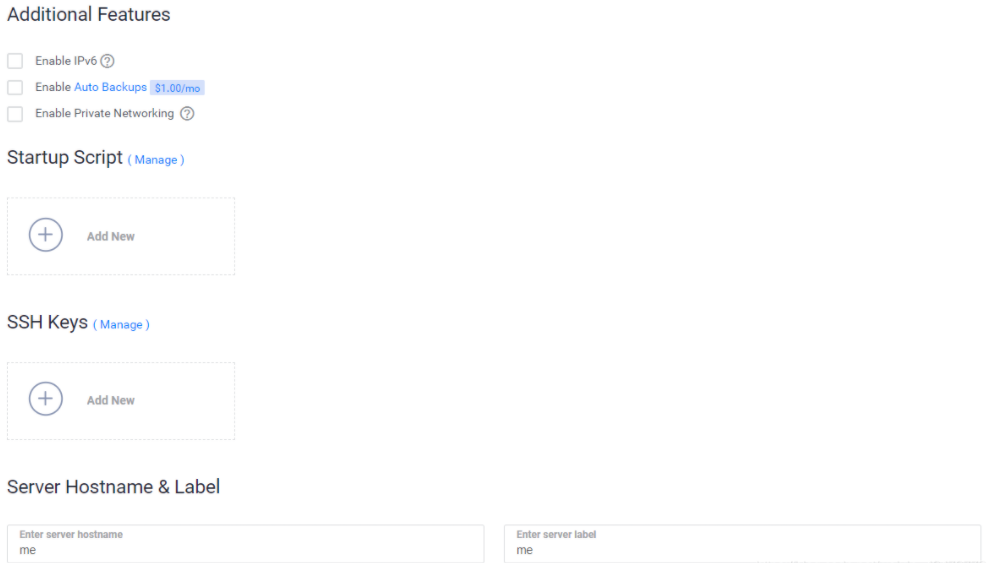 Additional Features
Enable IPv6 ?
Enable Auto Backups $1.00/mo
Enable Private Networking ?
Startup Script ( Manage )
Add New
SSH Keys ( Manage )
Add New
Server Hostname & Label
Enter server hostname
me
Enter server label
me